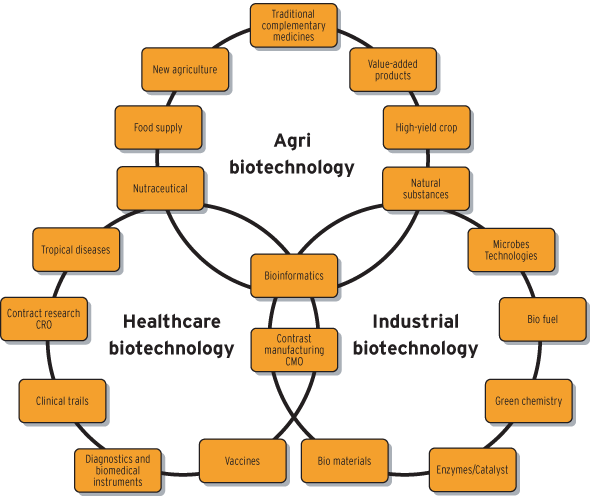 Traditional
complementary
medicines
New agriculture
Value-added
products
Food supply
High-yield crop
Agri
biotechnology
Nutraceutical
Natural
substances
Tropical diseases
Microbes
Technologies
Bioinformatics
Contract research
CRO
Healthcare
biotechnology
Contrast
manufacturing
CMO
Industrial
biotechnology
Bio fuel
Clinical trails
Green chemistry
Diagnostics and
biomedical
instruments
Vaccines
Bio materials
Enzymes/Catalyst